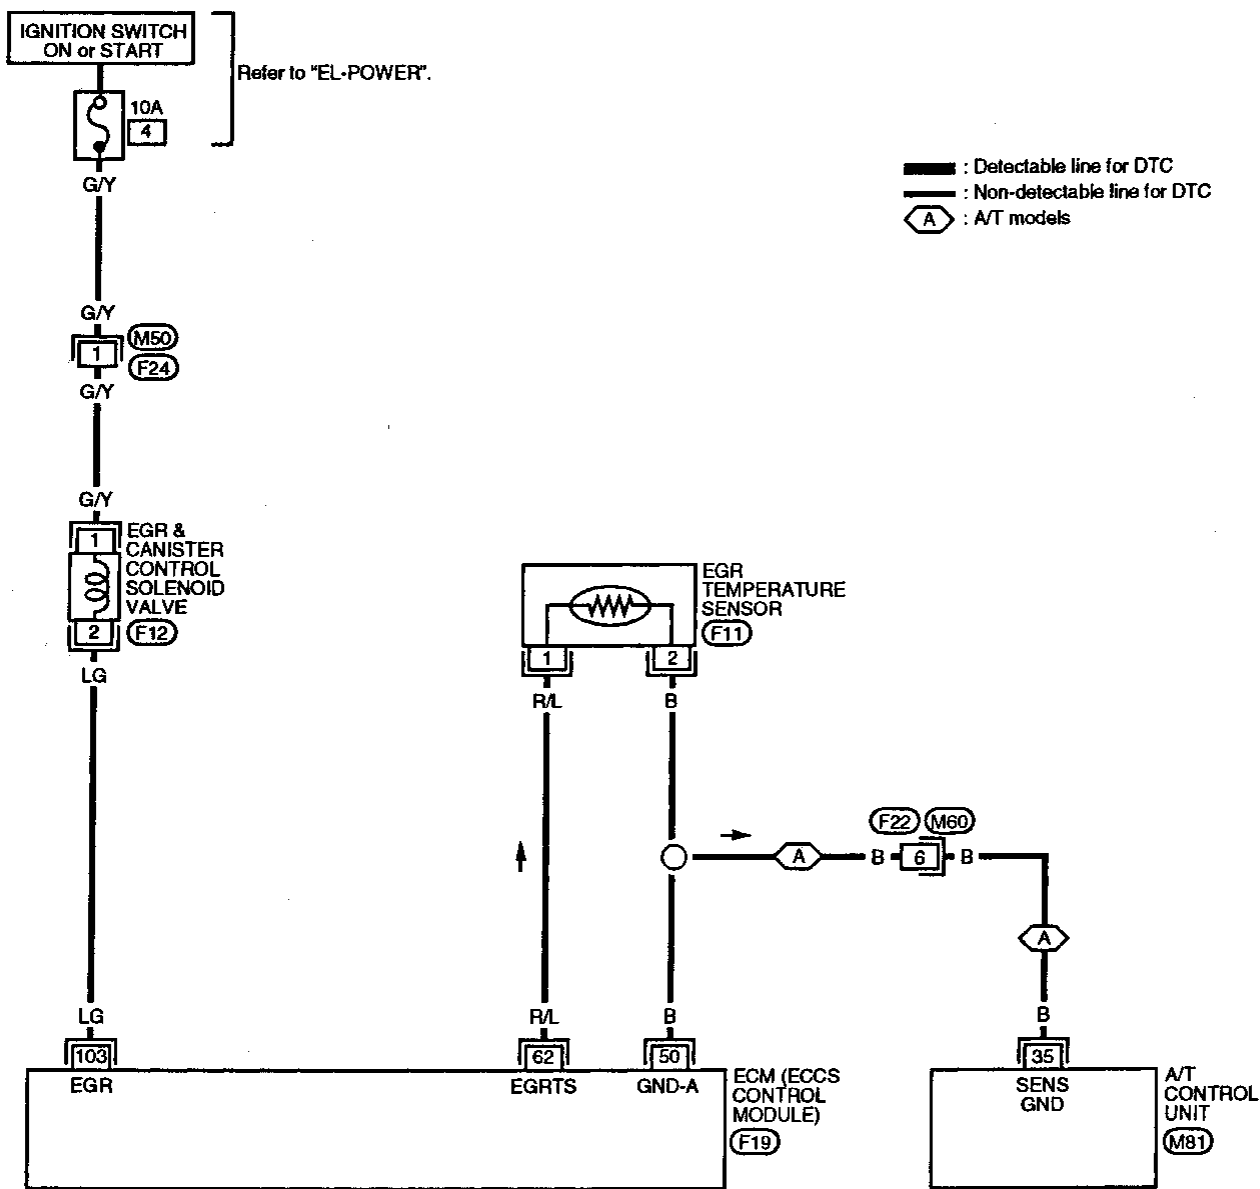 IGNITION SWITCH
ON or START
Refer to "EL-POWER".
10A
4
G/Y
: Detectable line for DTC
: Non-detectable line for DTC
A : A/T models
G/Y
M50
1
F24
G/Y
G/Y
1
EGR &
CANISTER
CONTROL
SOLENOID
VALVE
2
F12
LG
EGR
TEMPERATURE
SENSOR
F11
1
2
R/L
B
F22
M60
A
B
6
B
A
LG
R/L
B
B
103
62
50
35
EGR
EGRTS
GND-A
ECM (ECCS
CONTROL
MODULE)
F19
SENS
GND
A/T
CONTROL
UNIT
M81